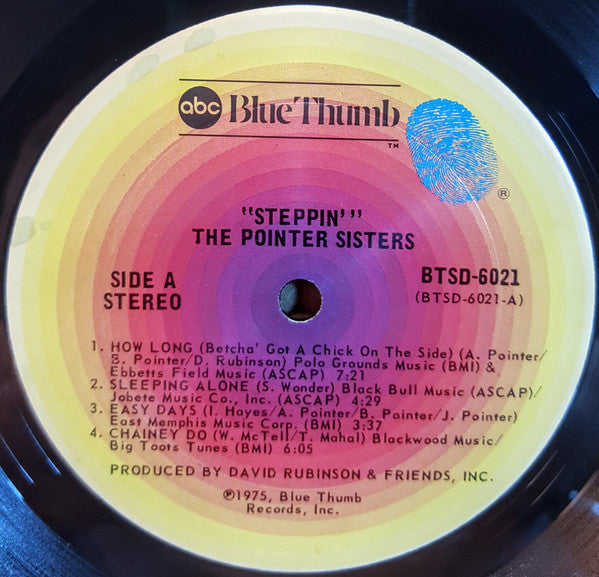 abc Blue Thumb
TM
®
"STEPPIN'"
THE POINTER SISTERS
SIDE A
STEREO
BTSD-6021
(BTSD-6021-A)
1. HOW LONG (Betcha' Got A Chick On The Side) (A. Pointer/
B. Pointer/D. Rubinson) Polo Grounds Music (BMI) &
Ebbetts Field Music (ASCAP) 7:21
2. SLEEPING ALONE (S. Wonder) Black Bull Music (ASCAP)/
Jobete Music Co., Inc. (ASCAP) 4:29
3. EASY DAYS (I. Hayes/A. Pointer/B. Pointer/J. Pointer)
East Memphis Music Corp. (BMI) 3:37
4. CHAINEY DO (W. McTell/T. Mahal) Blackwood Music/
Big Toots Tunes (BMI) 6:05
PRODUCED BY DAVID RUBINSON & FRIENDS, INC.
℗1975, Blue Thumb
Records, Inc.